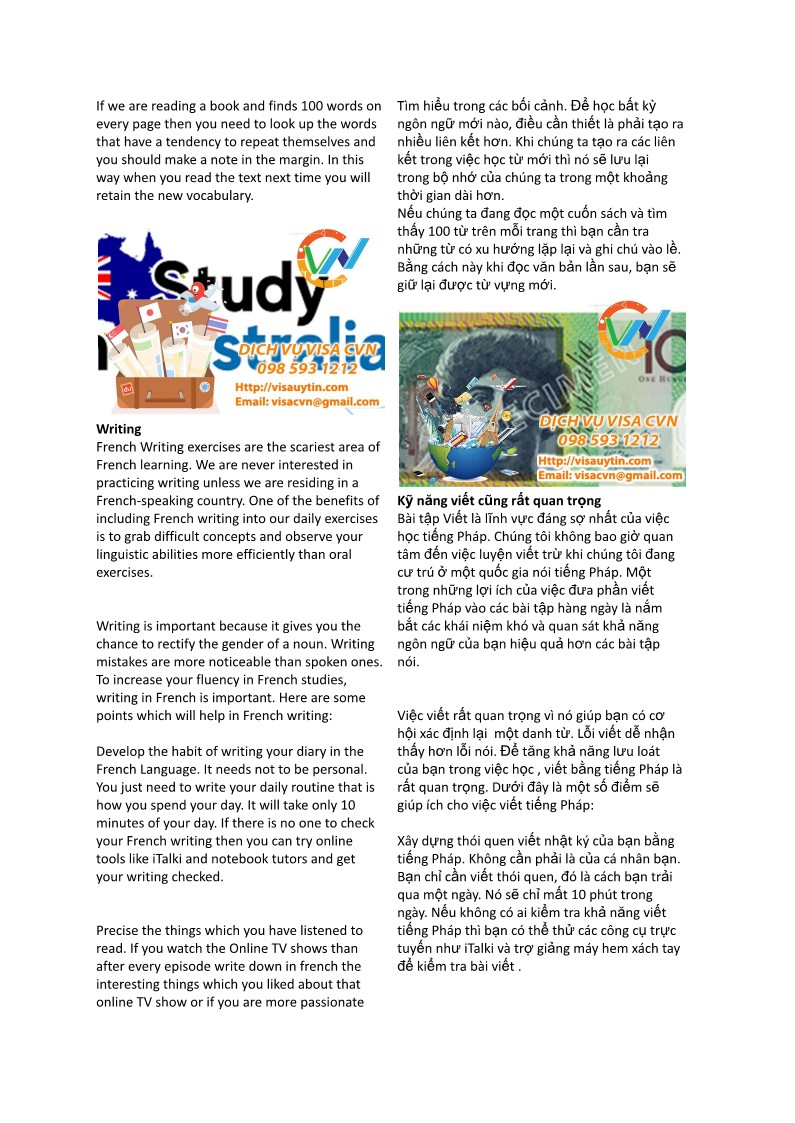 If we are reading a book and finds 100 words on
every page then you need to look up the words
that have a tendency to repeat themselves and
you should make a note in the margin. In this
way when you read the text next time you will
retain the new vocabulary.
Study
stralia
CVN
DỊCH VỤ VISA CVN
098 593 1212
Http://visauytin.com
Email: visacvn@gmail.com
Writing
French Writing exercises are the scariest area of
French learning. We are never interested in
practicing writing unless we are residing in a
French-speaking country. One of the benefits of
including French writing into our daily exercises
is to grab difficult concepts and observe your
linguistic abilities more efficiently than oral
exercises.
Writing is important because it gives you the
chance to rectify the gender of a noun. Writing
mistakes are more noticeable than spoken ones.
To increase your fluency in French studies,
writing in French is important. Here are some
points which will help in French writing:
Develop the habit of writing your diary in the
French Language. It needs not to be personal.
You just need to write your daily routine that is
how you spend your day. It will take only 10
minutes of your day. If there is no one to check
your French writing then you can try online
tools like iTalki and notebook tutors and get
your writing checked.
Precise the things which you have listened to
read. If you watch the Online TV shows than
after every episode write down in french the
interesting things which you liked about that
online TV show or if you are more passionate
Tìm hiểu trong các bối cảnh. Để học bất kỳ
ngôn ngữ mới nào, điều cần thiết là phải tạo ra
nhiều liên kết hơn. Khi chúng ta tạo ra các liên
kết trong việc học từ mới thì nó sẽ lưu lại
trong bộ nhớ của chúng ta trong một khoảng
thời gian dài hơn.
Nếu chúng ta đang đọc một cuốn sách và tìm
thấy 100 từ trên mỗi trang thì bạn cần tra
những từ có xu hướng lặp lại và ghi chú vào lề.
Bằng cách này khi đọc văn bản lần sau, bạn sẽ
giữ lại được từ vựng mới.
CVN
10
ONE HUND
SPECIMEN
DỊCH VỤ VISA CVN
098 593 1212
Http://visauytin.com
Email: visacvn@gmail.com
Kỹ năng viết cũng rất quan trọng
Bài tập Viết là lĩnh vực đáng sợ nhất của việc
học tiếng Pháp. Chúng tôi không bao giờ quan
tâm đến việc luyện viết trừ khi chúng tôi đang
cư trú ở một quốc gia nói tiếng Pháp. Một
trong những lợi ích của việc đưa phần viết
tiếng Pháp vào các bài tập hàng ngày là nắm
bắt các khái niệm khó và quan sát khả năng
ngôn ngữ của bạn hiệu quả hơn các bài tập
nói.
Việc viết rất quan trọng vì nó giúp bạn có cơ
hội xác định lại  một danh từ. Lỗi viết dễ nhận
thấy hơn lỗi nói. Để tăng khả năng lưu loát
của bạn trong việc học , viết bằng tiếng Pháp là
rất quan trọng. Dưới đây là một số điểm sẽ
giúp ích cho việc viết tiếng Pháp:
Xây dựng thói quen viết nhật ký của bạn bằng
tiếng Pháp. Không cần phải là của cá nhân bạn.
Bạn chỉ cần viết thói quen, đó là cách bạn trải
qua một ngày. Nó sẽ chỉ mất 10 phút trong
ngày. Nếu không có ai kiểm tra khả năng viết
tiếng Pháp thì bạn có thể thử các công cụ trực
tuyến như iTalki và trợ giảng máy hem xách tay
để kiểm tra bài viết .